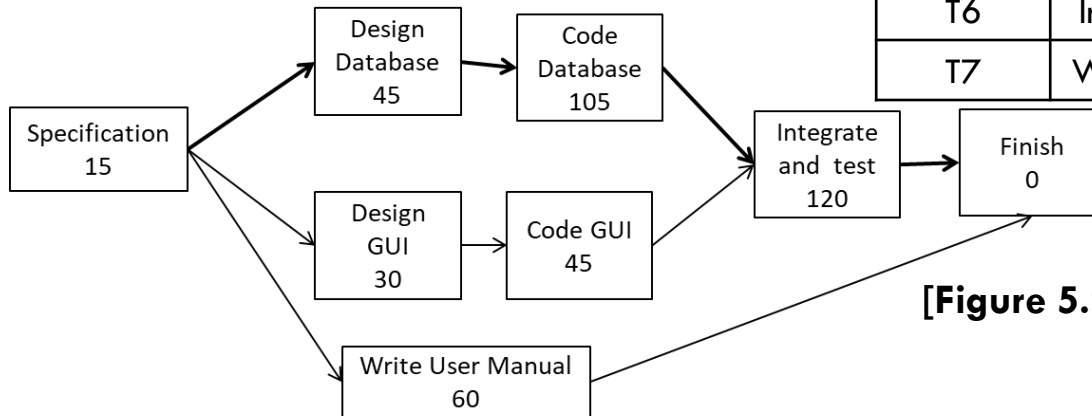 T6
T7
Design
Database
45
Code
Database
105
Specification
15
Integrate
and test
120
Finish
0
Design
GUI
30
Code GUI
45
[Figure 5.
Write User Manual
60